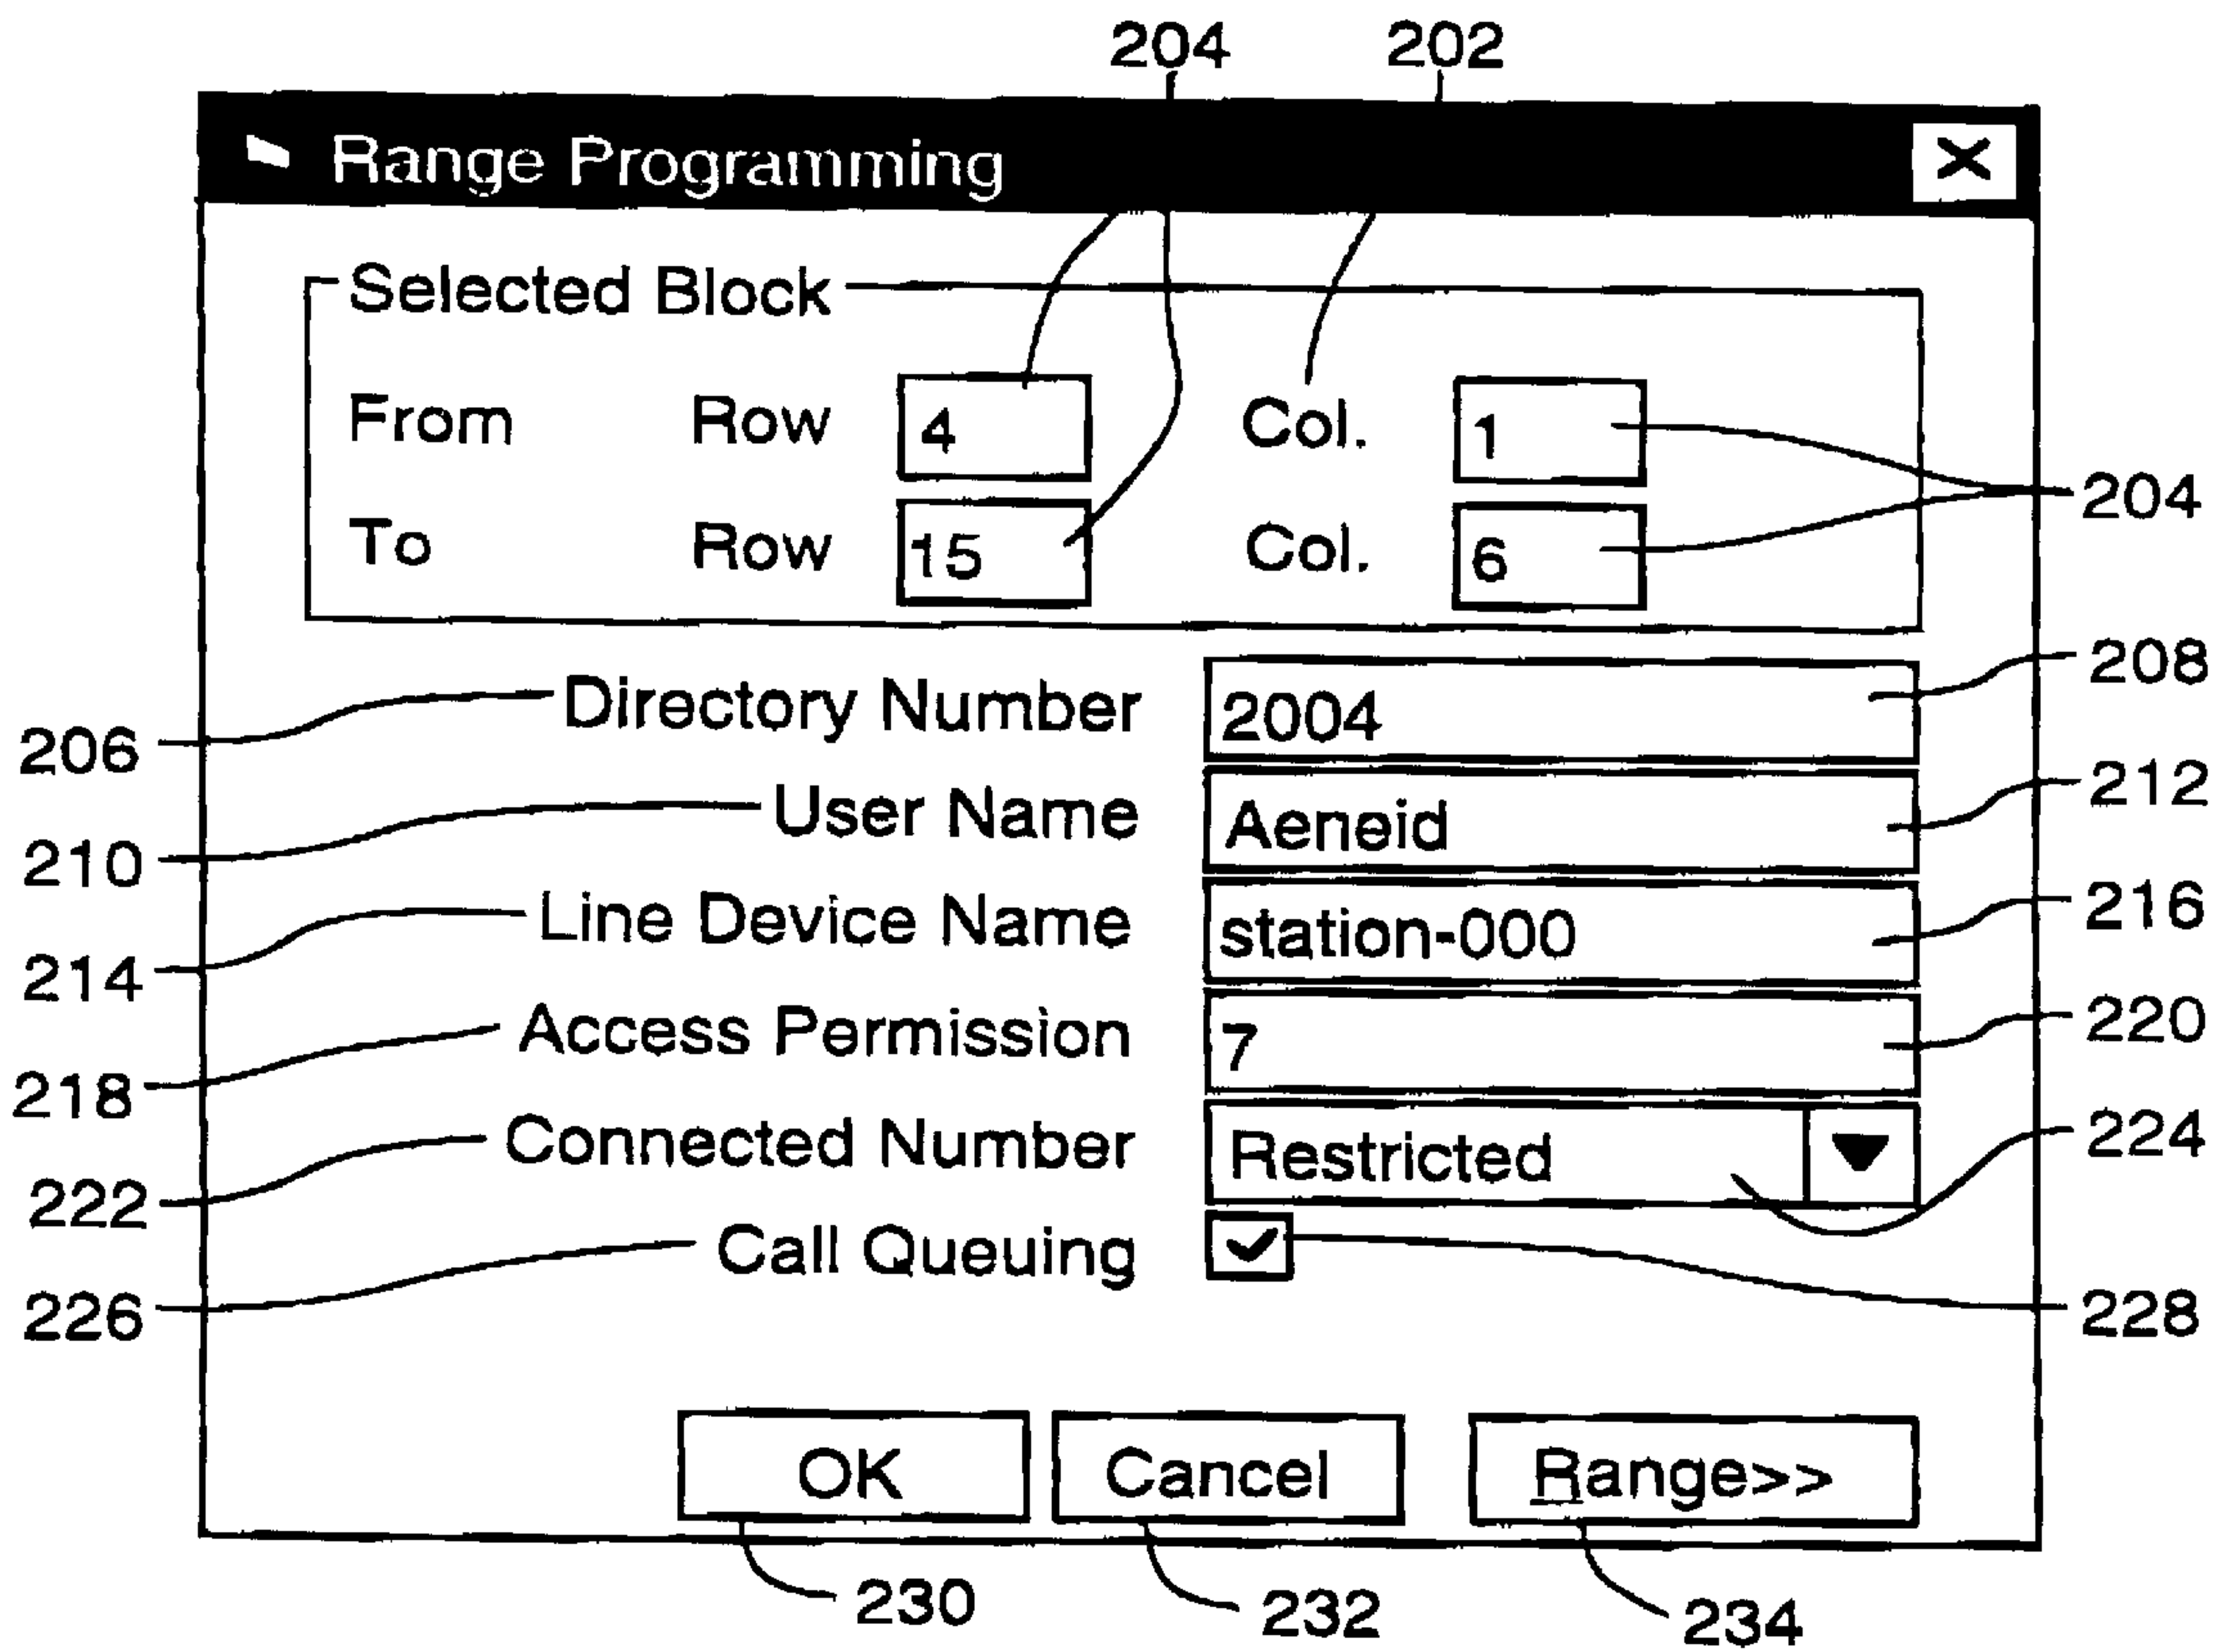 204 202
Range Programming
Selected Block
From Row 4 Col. 1
204
To Row 15 Col. 6
208
206 Directory Number 2004
212
210 User Name Aeneid
216
214 Line Device Name station-000
220
218 Access Permission 7
224
222 Connected Number Restricted
226 Call Queuing
228
OK Cancel Range>>
230 232 234